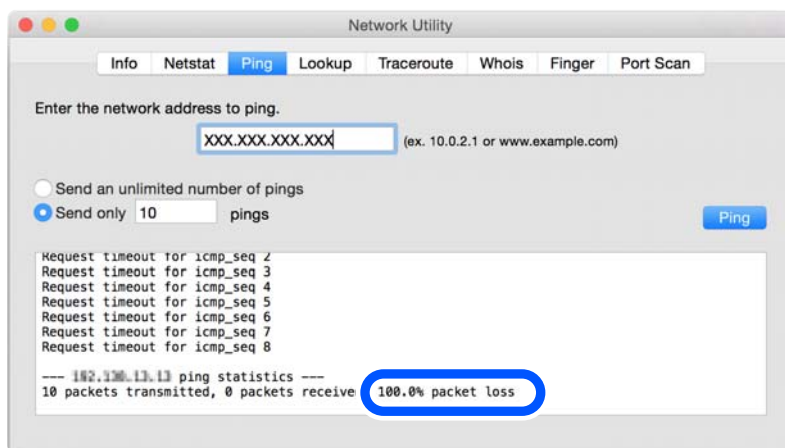 Network Utility
Info Netstat Ping Lookup Traceroute Whois Finger Port Scan
Enter the network address to ping.
XXX.XXX.XXX.XXX (ex. 10.0.2.1 or www.example.com)
Send an unlimited number of pings
Send only 10 pings
Ping
Request timeout for icmp_seq 2
Request timeout for icmp_seq 3
Request timeout for icmp_seq 4
Request timeout for icmp_seq 5
Request timeout for icmp_seq 6
Request timeout for icmp_seq 7
Request timeout for icmp_seq 8
--- ping statistics ---
10 packets transmitted, 0 packets receive 100.0% packet loss